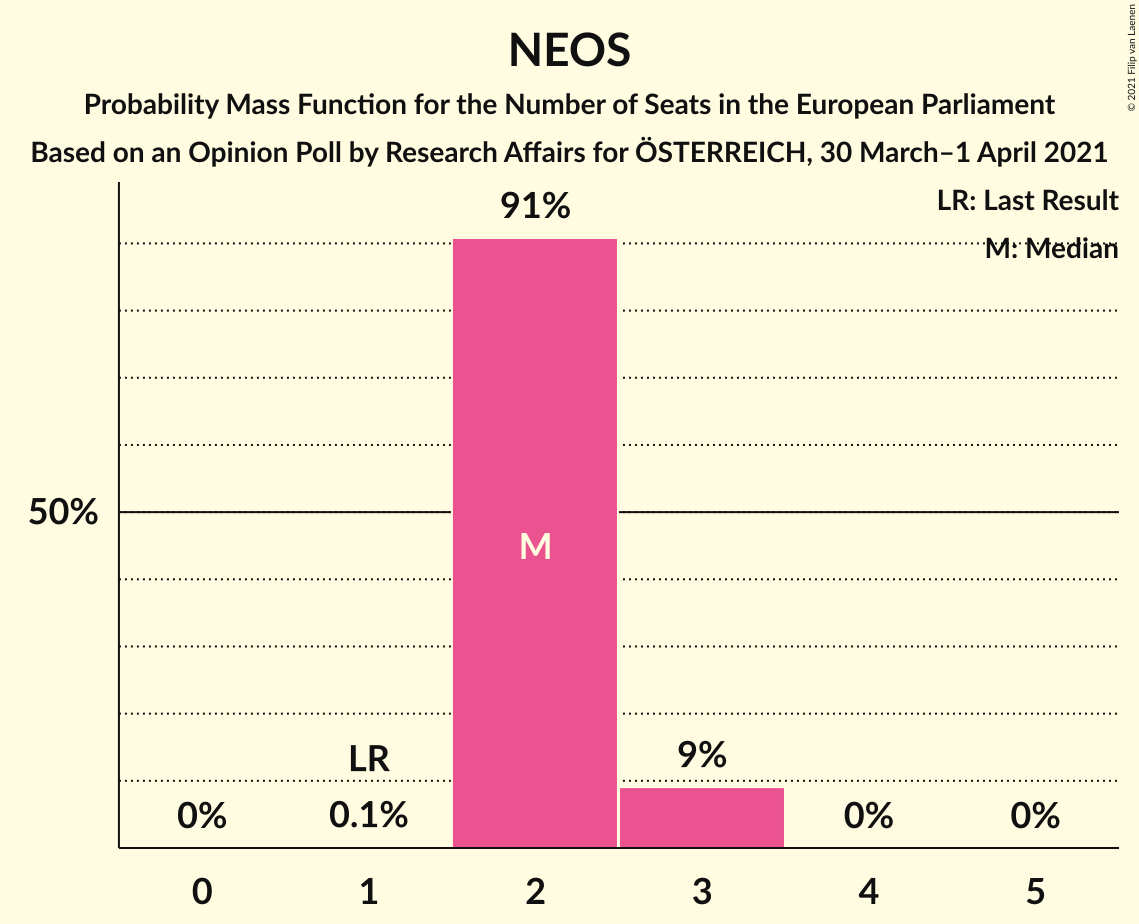 NEOS
Probability Mass Function for the Number of Seats in the European Parliament
Based on an Opinion Poll by Research Affairs for ÖSTERREICH, 30 March–1 April 2021
© 2021 Filip van Laenen
LR: Last Result
M: Median
91%
50%
M
LR
9%
0%
0.1%
0%
0%
0
1
2
3
4
5